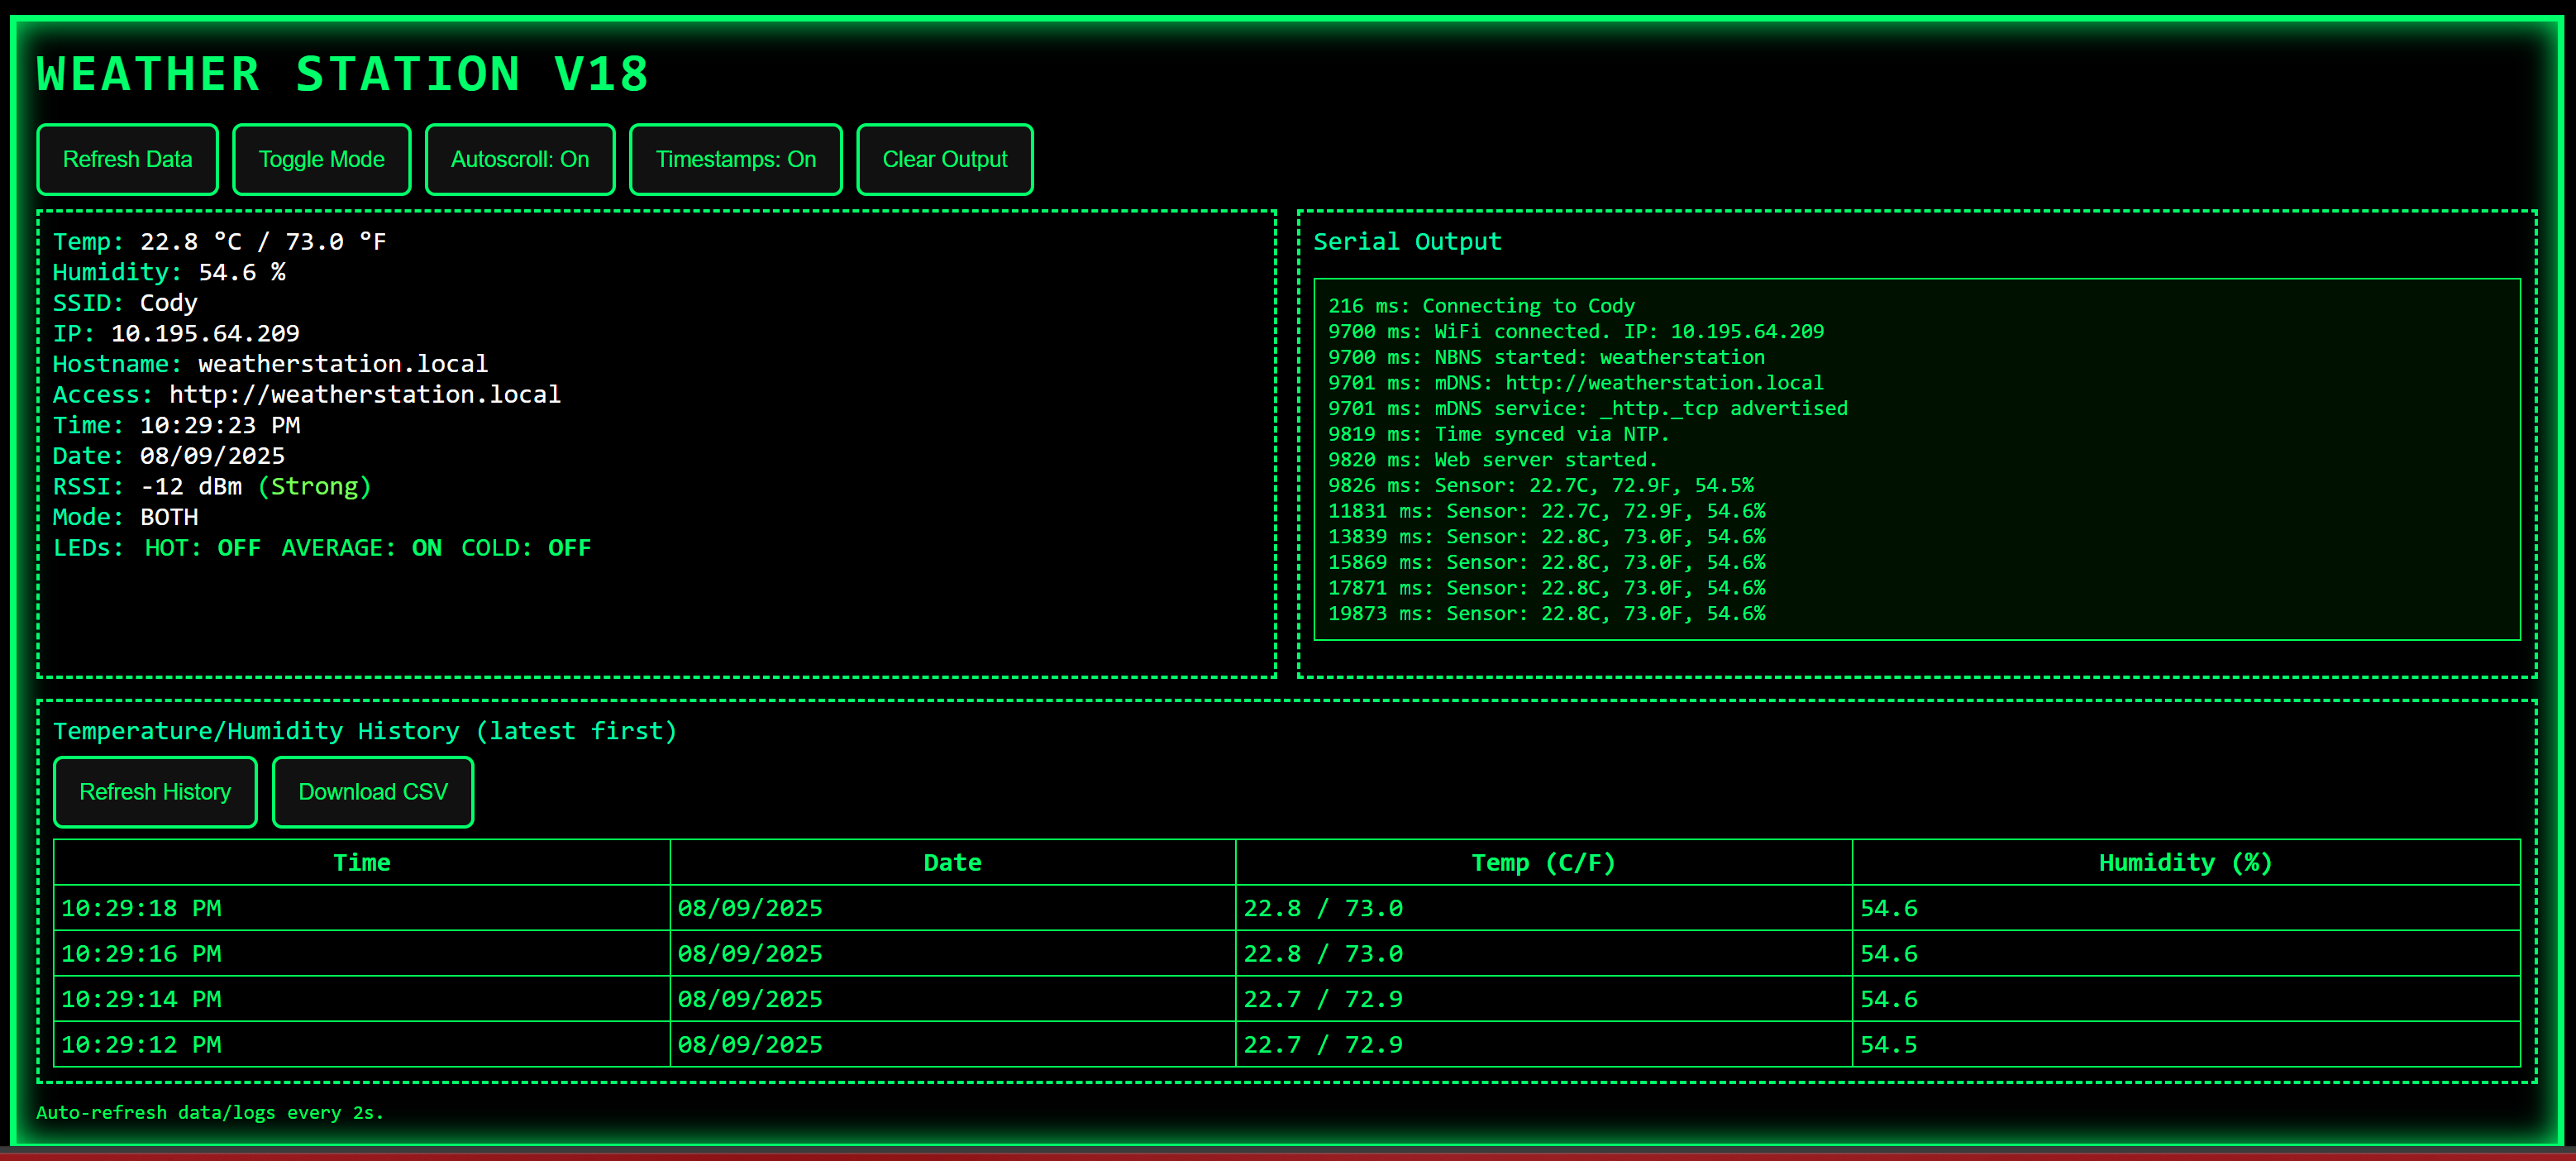 WEATHER STATION V18
Refresh Data Toggle Mode Autoscroll: On Timestamps: On Clear Output
Temp: 22.8 °C / 73.0 °F
Humidity: 54.6 %
SSID: Cody
IP: 10.195.64.209
Hostname: weatherstation.local
Access: http://weatherstation.local
Time: 10:29:23 PM
Date: 08/09/2025
RSSI: -12 dBm (Strong)
Mode: BOTH
LEDs: HOT: OFF AVERAGE: ON COLD: OFF
Serial Output
216 ms: Connecting to Cody
9700 ms: WiFi connected. IP: 10.195.64.209
9700 ms: NBNS started: weatherstation
9701 ms: mDNS: http://weatherstation.local
9701 ms: mDNS service: _http._tcp advertised
9819 ms: Time synced via NTP.
9820 ms: Web server started.
9826 ms: Sensor: 22.7C, 72.9F, 54.5%
11831 ms: Sensor: 22.7C, 72.9F, 54.6%
13839 ms: Sensor: 22.8C, 73.0F, 54.6%
15869 ms: Sensor: 22.8C, 73.0F, 54.6%
17871 ms: Sensor: 22.8C, 73.0F, 54.6%
19873 ms: Sensor: 22.8C, 73.0F, 54.6%
Temperature/Humidity History (latest first)
Refresh History Download CSV
Time Date Temp (C/F) Humidity (%)
10:29:18 PM 08/09/2025 22.8 / 73.0 54.6
10:29:16 PM 08/09/2025 22.8 / 73.0 54.6
10:29:14 PM 08/09/2025 22.7 / 72.9 54.6
10:29:12 PM 08/09/2025 22.7 / 72.9 54.5
Auto-refresh data/logs every 2s.